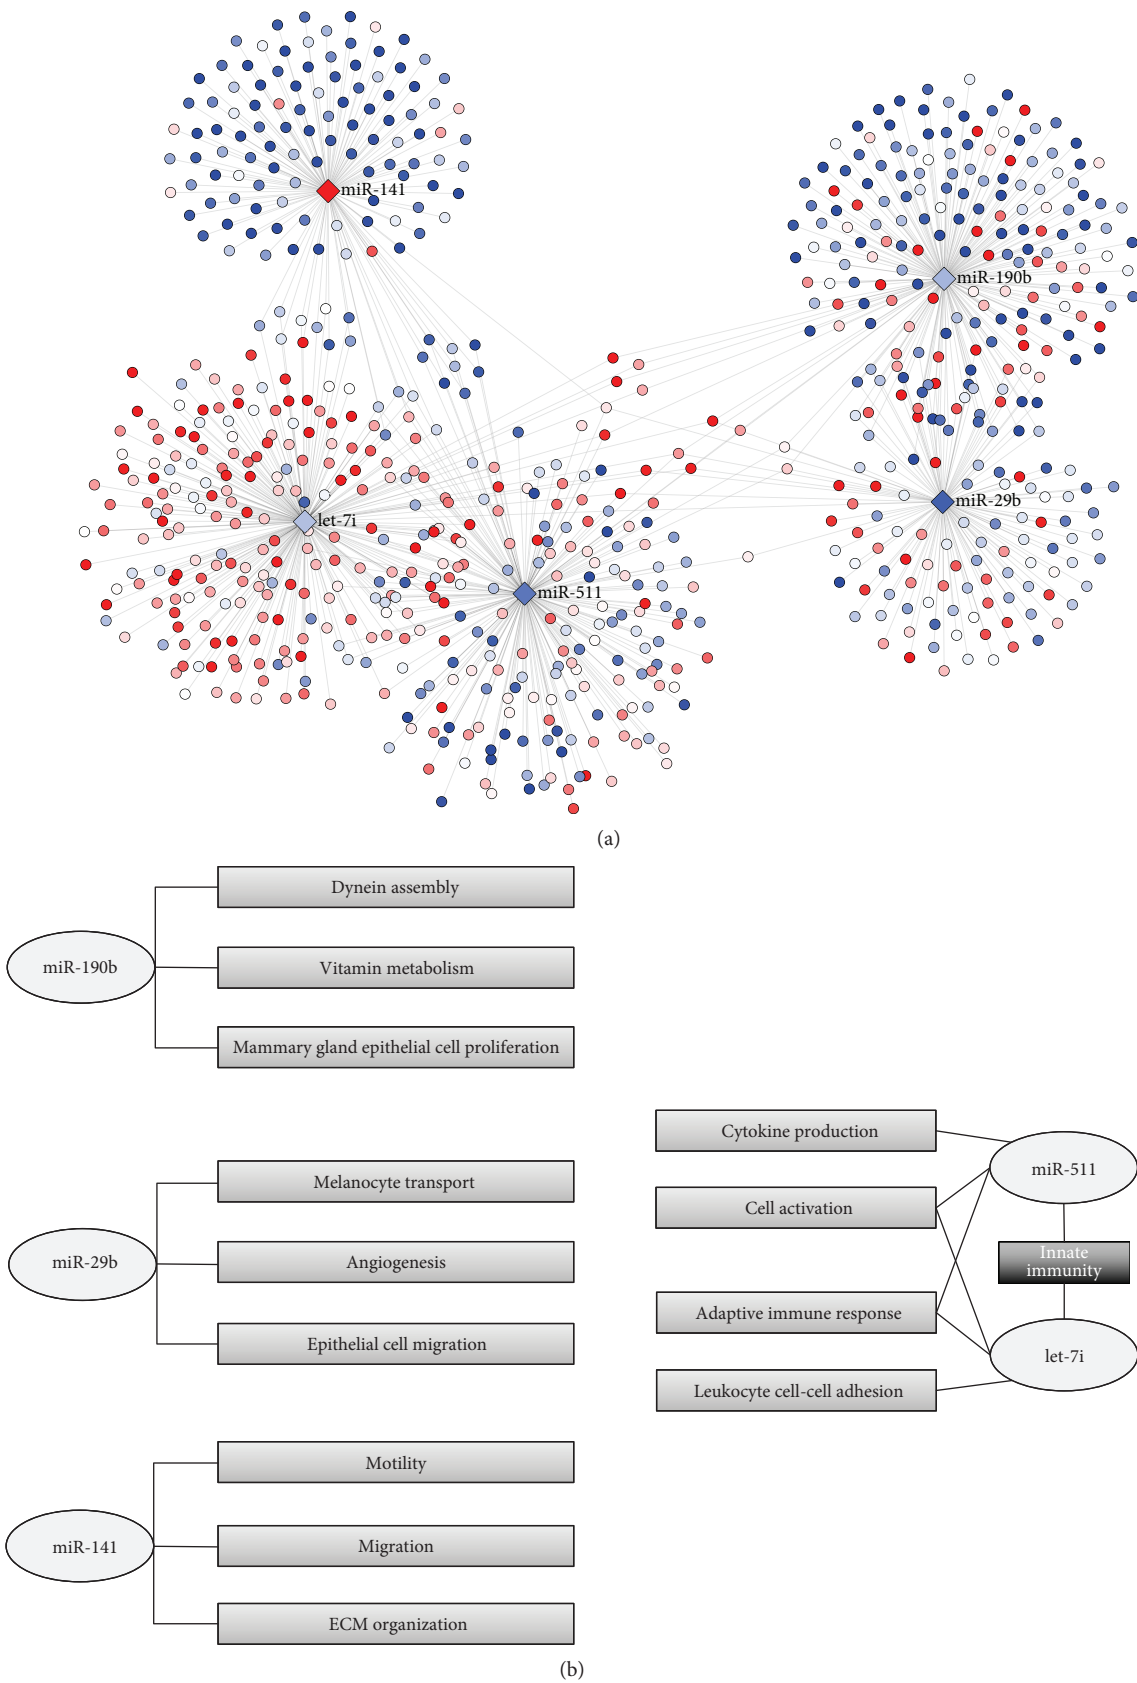 miR-141
miR-190b
miR-29b
let-7i
miR-511
(a)
Dynein assembly
miR-190b
Vitamin metabolism
Mammary gland epithelial cell proliferation
Melanocyte transport
miR-29b
Angiogenesis
Epithelial cell migration
Motility
miR-141
Migration
ECM organization
Cytokine production
miR-511
Cell activation
Innate
immunity
Adaptive immune response
let-7i
Leukocyte cell-cell adhesion
(b)